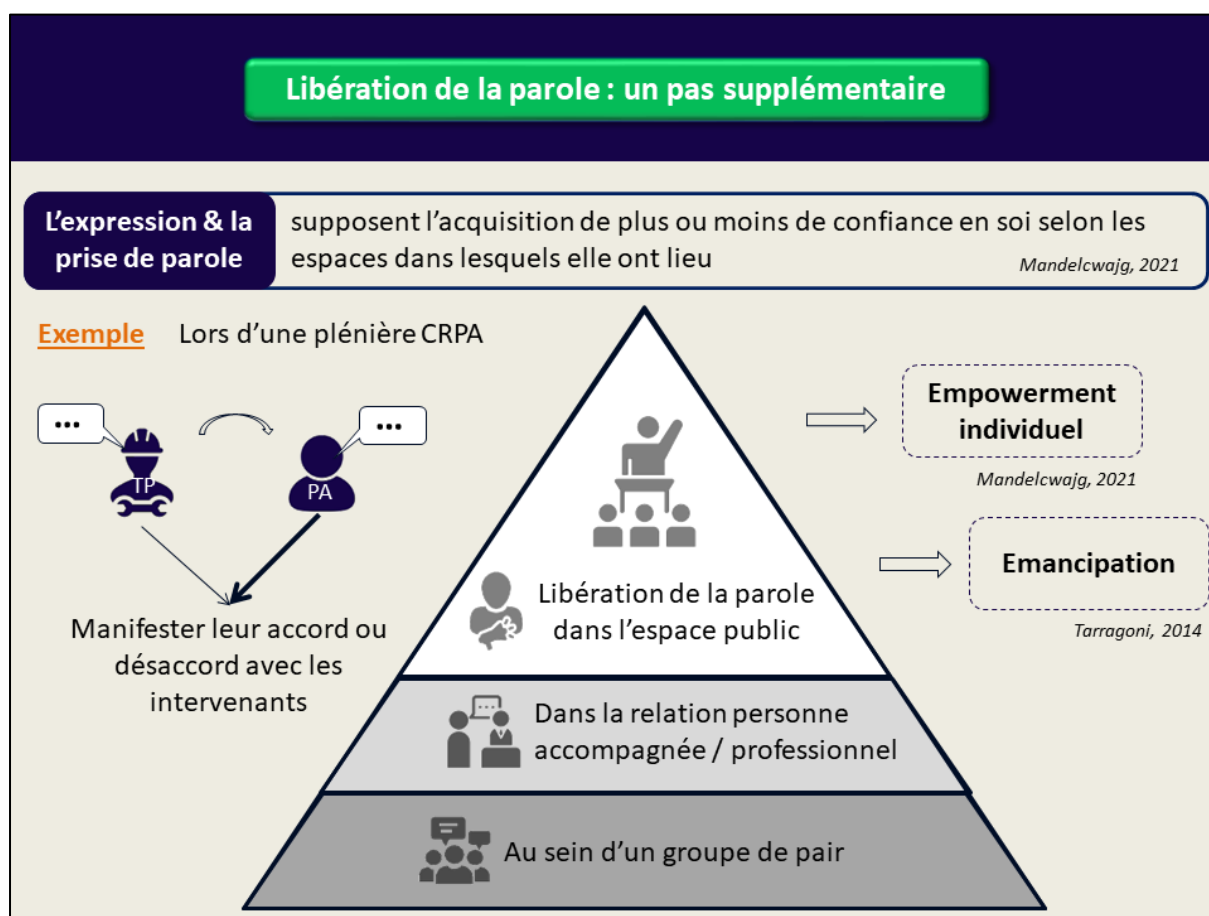 Libération de la parole : un pas supplémentaire
L'expression & la
prise de parole
supposent l'acquisition de plus ou moins de confiance en soi selon les
espaces dans lesquels elle ont lieu
Mandelcwajg, 2021
Exemple Lors d'une plénière CRPA
...
...
TP
PA
Manifester leur accord ou
désaccord avec les
intervenants
Libération de la parole
dans l'espace public
Dans la relation personne
accompagnée / professionnel
Au sein d'un groupe de pair
Empowerment
individuel
Mandelcwajg, 2021
Emancipation
Tarragoni, 2014